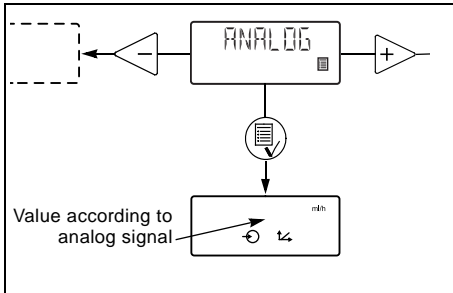 ANALOG
−
+
ml/h
Value according to
analog signal